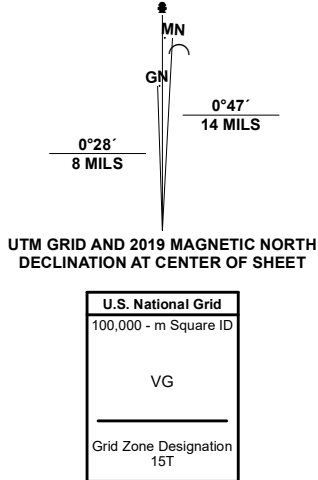 MN
GN
0°47´
14 MILS
0°28´
8 MILS
UTM GRID AND 2019 MAGNETIC NORTH
DECLINATION AT CENTER OF SHEET
U.S. National Grid
100,000 - m Square ID
VG
Grid Zone Designation
15T